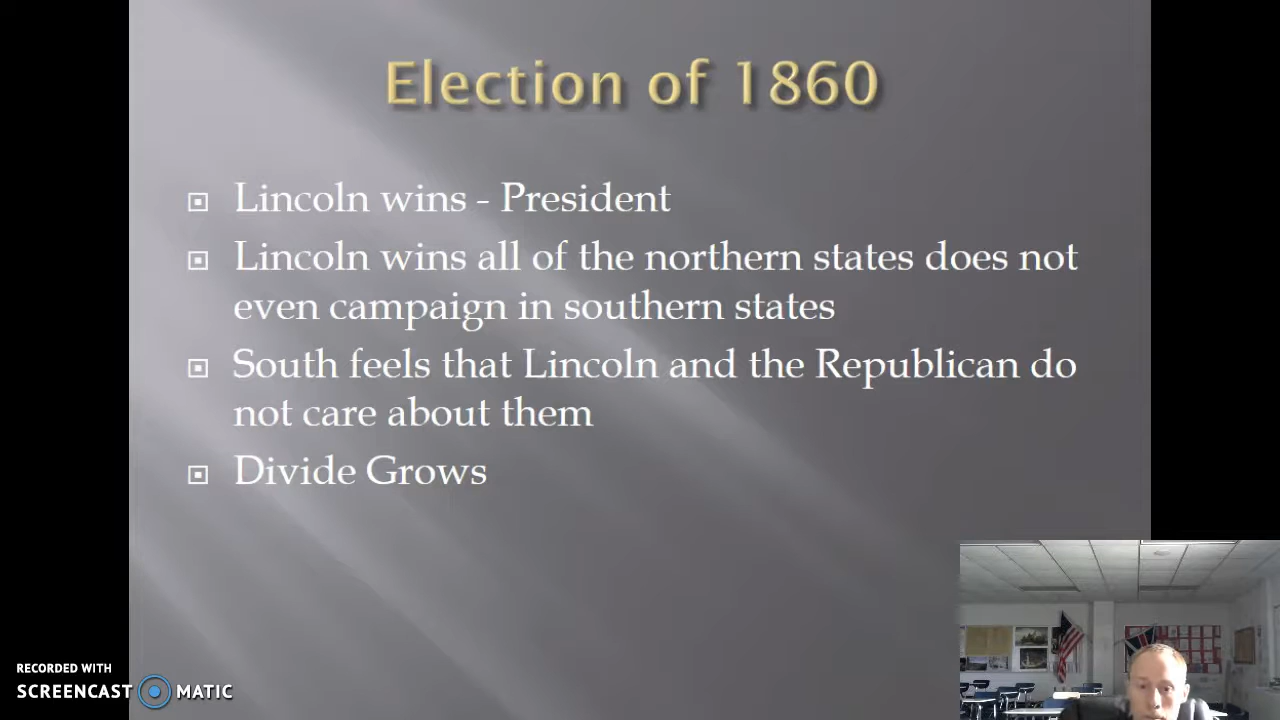 Election of 1860
Lincoln wins - President
Lincoln wins all of the northern states does not
even campaign in southern states
South feels that Lincoln and the Republican do
not care about them
Divide Grows
RECORDED WITH
SCREENCAST MATIC